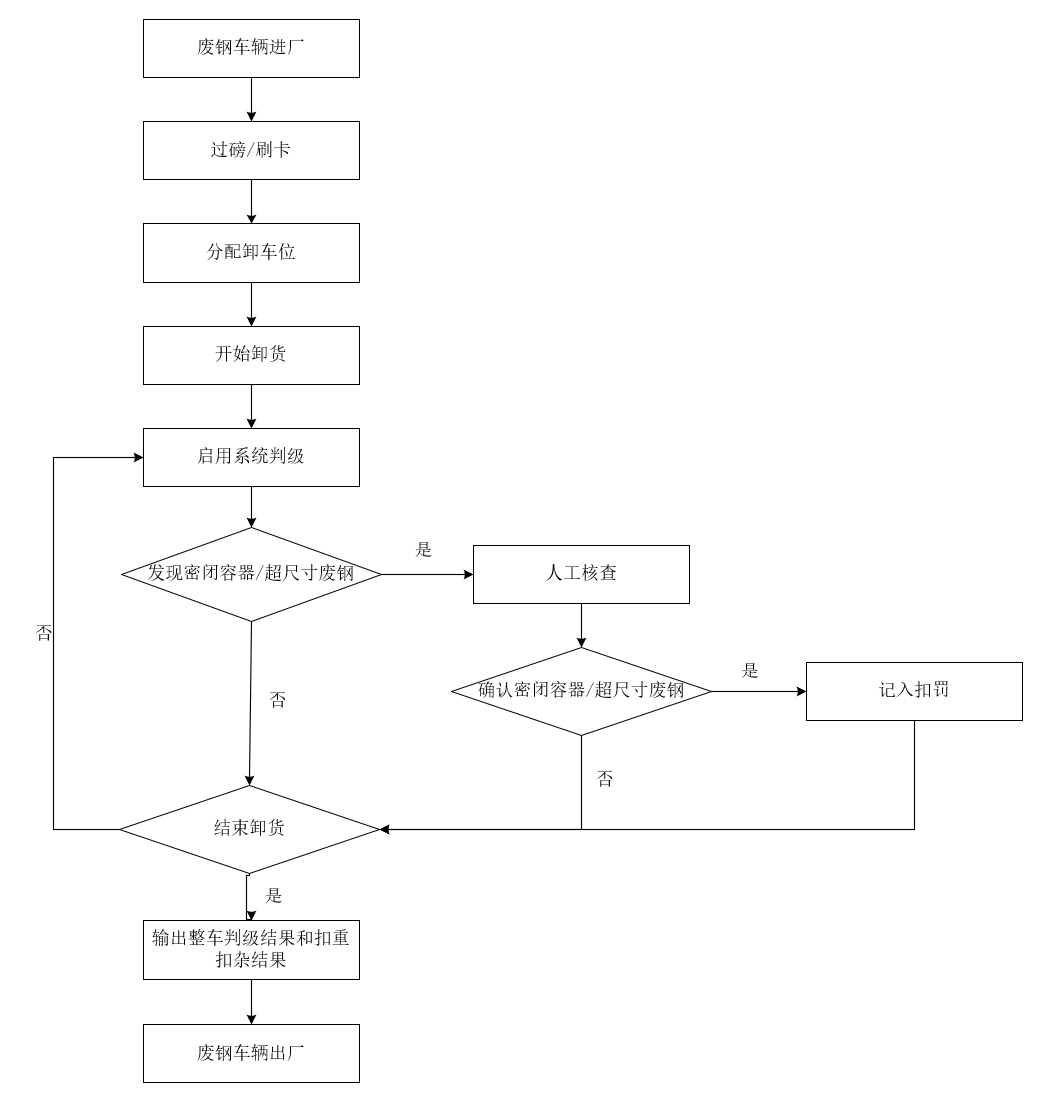 废钢车辆进厂
过磅/刷卡
分配卸车位
开始卸货
启用系统判级
发现密闭容器/超尺寸废钢
是
人工核查
否
确认密闭容器/超尺寸废钢
是
记入扣罚
否
否
结束卸货
是
输出整车判级结果和扣重
扣杂结果
废钢车辆出厂